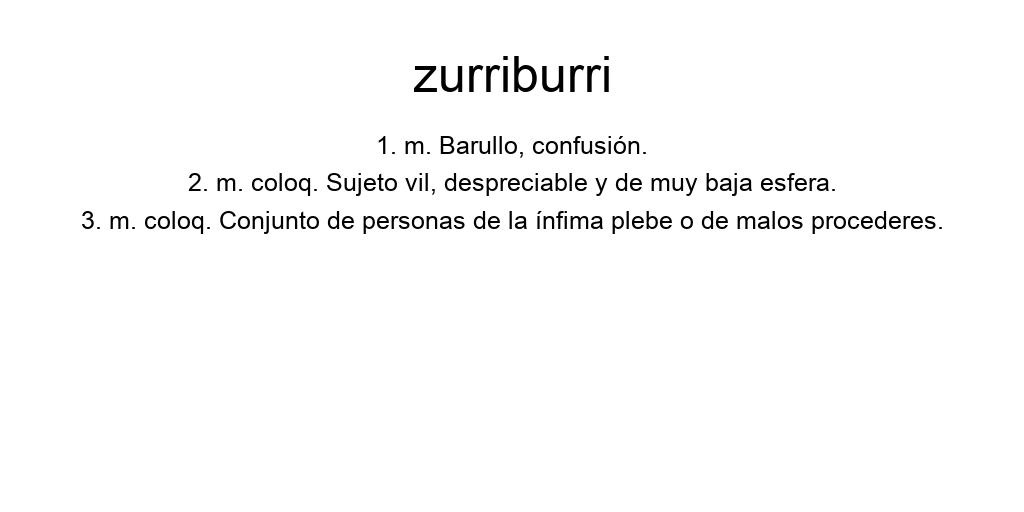 zurriburri
1. m. Barullo, confusión.
2. m. coloq. Sujeto vil, despreciable y de muy baja esfera.
3. m. coloq. Conjunto de personas de la ínfima plebe o de malos procederes.